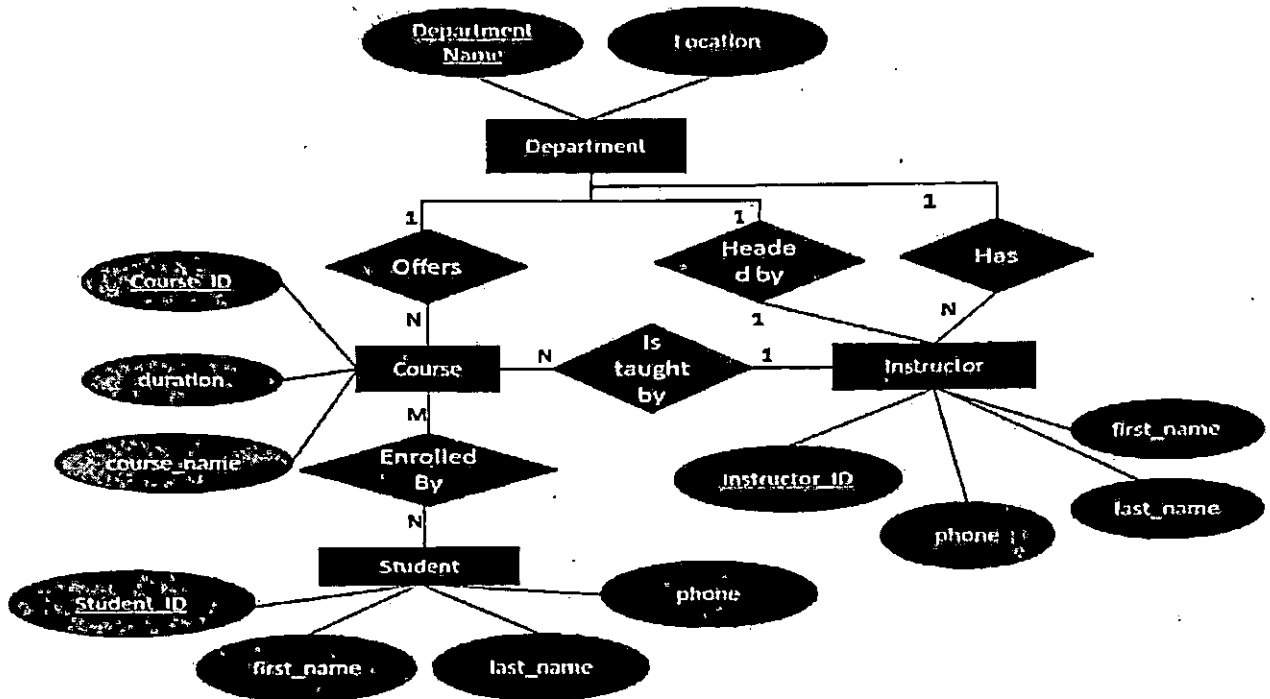 Department
Name
Location
Department
1
1
1
Offers
Heade
d by
Has
Course_ID
N
1
N
Is
taught
by
N
1
Course
Instructor
duration
M
first_name
course_name
Enrolled
By
Instructor_ID
last_name
N
phone
Student
phone
Student_ID
first_name
last_name